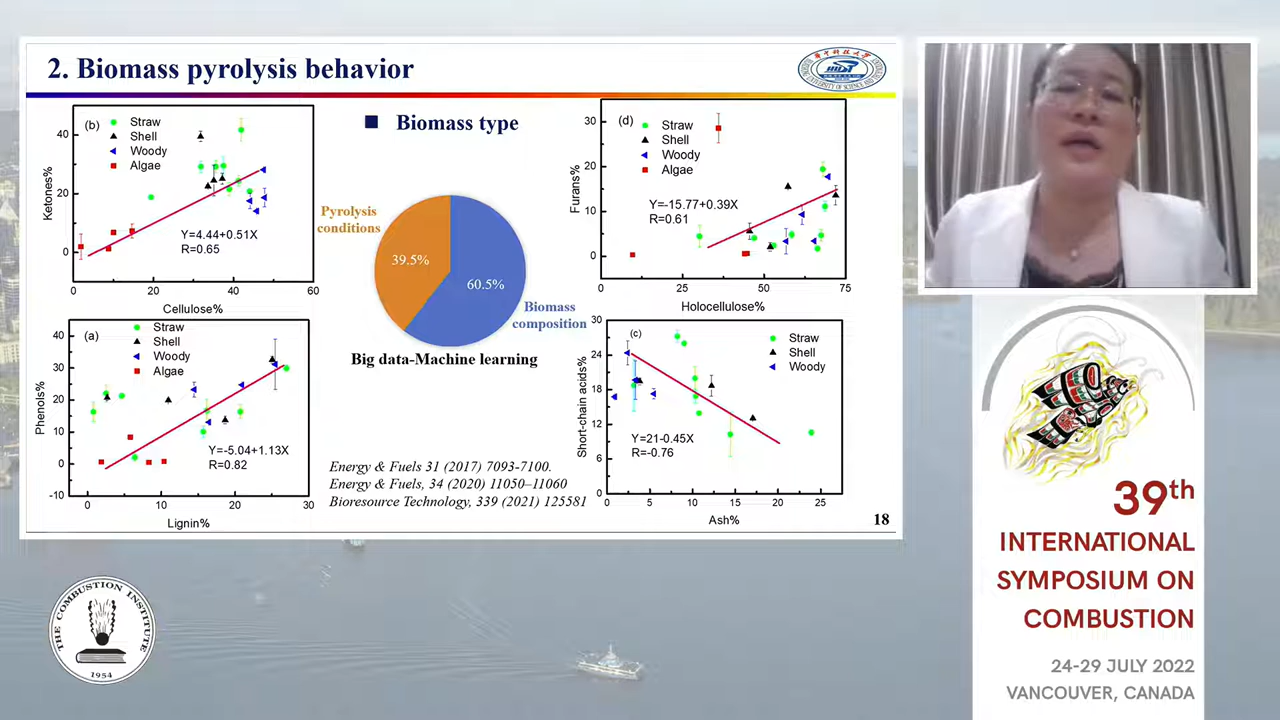 2. Biomass pyrolysis behavior
(b)
Straw
Shell
Woody
Algae
Ketones%
40
20
0
Y=4.44+0.51X
R=0.65
0
20
40
60
Cellulose%
■ Biomass type
Pyrolysis
conditions
39.5%
60.5%
Biomass
composition
Big data-Machine learning
(d)
Straw
Shell
Woody
Algae
Furans%
30
20
10
0
Y=-15.77+0.39X
R=0.61
0
25
50
75
Holocellulose%
(a)
Straw
Shell
Woody
Algae
Phenols%
40
30
20
10
0
-10
Y=-5.04+1.13X
R=0.82
0
10
20
30
Lignin%
Energy & Fuels 31 (2017) 7093-7100.
Energy & Fuels, 34 (2020) 11050–11060
Bioresource Technology, 339 (2021) 125581
(c)
Straw
Shell
Woody
Short-chain acids%
30
24
18
12
6
0
Y=21-0.45X
R=-0.76
0
5
10
15
20
25
Ash%
18
THE COMBUSTION INSTITUTE
1954
39th
INTERNATIONAL
SYMPOSIUM ON
COMBUSTION
24-29 JULY 2022
VANCOUVER, CANADA